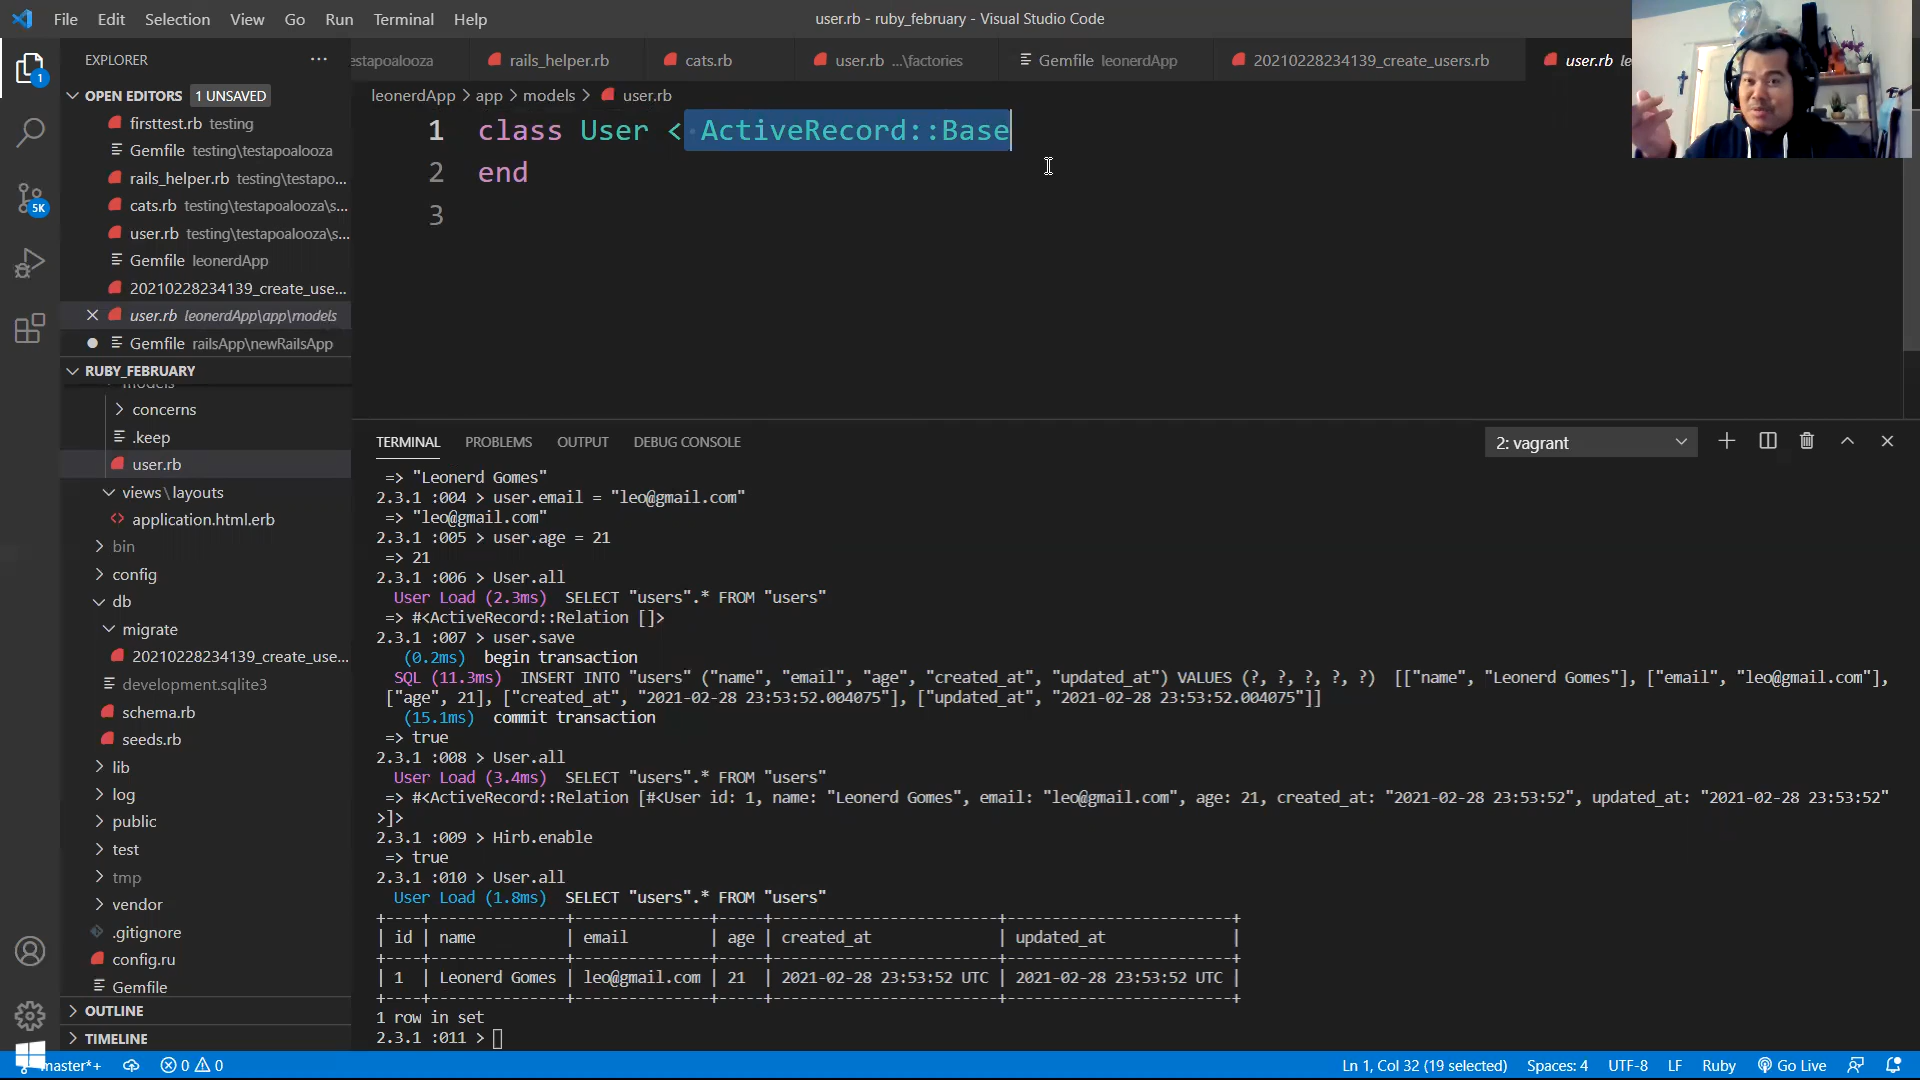 File Edit Selection View Go Run Terminal Help
user.rb - ruby_february - Visual Studio Code
EXPLORER ...
estapoalooza
rails_helper.rb
cats.rb
user.rb ...\factories
Gemfile leonerdApp
20210228234139_create_users.rb
user.rb le
OPEN EDITORS 1 UNSAVED
firsttest.rb testing
Gemfile testing\testapoalooza
rails_helper.rb testing\testapo...
cats.rb testing\testapoalooza\s...
user.rb testing\testapoalooza\s...
Gemfile leonerdApp
20210228234139_create_use...
user.rb leonerdApp\app\models
Gemfile railsApp\newRailsApp
RUBY_FEBRUARY
models
concerns
.keep
user.rb
views\layouts
application.html.erb
bin
config
db
migrate
20210228234139_create_use...
development.sqlite3
schema.rb
seeds.rb
lib
log
public
test
tmp
vendor
.gitignore
config.ru
Gemfile
OUTLINE
TIMELINE
1
5K
leonerdApp > app > models > user.rb
1 class User < ActiveRecord::Base
2 end
3
TERMINAL PROBLEMS OUTPUT DEBUG CONSOLE
2: vagrant
=> "Leonerd Gomes"
2.3.1 :004 > user.email = "leo@gmail.com"
=> "leo@gmail.com"
2.3.1 :005 > user.age = 21
=> 21
2.3.1 :006 > User.all
User Load (2.3ms) SELECT "users".* FROM "users"
=> #<ActiveRecord::Relation []>
2.3.1 :007 > user.save
(0.2ms) begin transaction
SQL (11.3ms) INSERT INTO "users" ("name", "email", "age", "created_at", "updated_at") VALUES (?, ?, ?, ?, ?) [["name", "Leonerd Gomes"], ["email", "leo@gmail.com"],
["age", 21], ["created_at", "2021-02-28 23:53:52.004075"], ["updated_at", "2021-02-28 23:53:52.004075"]]
(15.1ms) commit transaction
=> true
2.3.1 :008 > User.all
User Load (3.4ms) SELECT "users".* FROM "users"
=> #<ActiveRecord::Relation [#<User id: 1, name: "Leonerd Gomes", email: "leo@gmail.com", age: 21, created_at: "2021-02-28 23:53:52", updated_at: "2021-02-28 23:53:52"
>]>
2.3.1 :009 > Hirb.enable
=> true
2.3.1 :010 > User.all
User Load (1.8ms) SELECT "users".* FROM "users"
+----+---------------+---------------+-----+-------------------------+-------------------------+
| id | name | email | age | created_at | updated_at |
+----+---------------+---------------+-----+-------------------------+-------------------------+
| 1 | Leonerd Gomes | leo@gmail.com | 21 | 2021-02-28 23:53:52 UTC | 2021-02-28 23:53:52 UTC |
+----+---------------+---------------+-----+-------------------------+-------------------------+
1 row in set
2.3.1 :011 >
master*+ 0 0
Ln 1, Col 32 (19 selected) Spaces: 4 UTF-8 LF Ruby Go Live